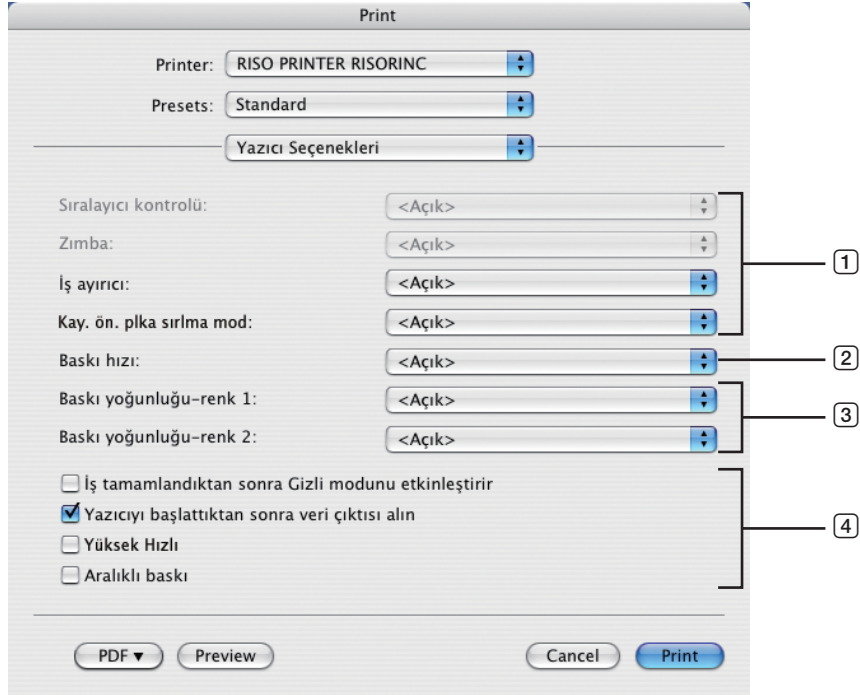 Print
Printer: RISO PRINTER RISORINC
Presets: Standard
Yazıcı Seçenekleri
Sıralayıcı kontrolü: <Açık>
Zımba: <Açık>
1
İş ayırıcı: <Açık>
Kay. ön. plka sırlma mod: <Açık>
Baskı hızı: <Açık> 2
Baskı yoğunluğu-renk 1: <Açık>
3
Baskı yoğunluğu-renk 2: <Açık>
İş tamamlandıktan sonra Gizli modunu etkinleştirir
Yazıcıyı başlattıktan sonra veri çıktısı alın
4
Yüksek Hızlı
Aralıklı baskı
PDF▼ Preview Cancel Print